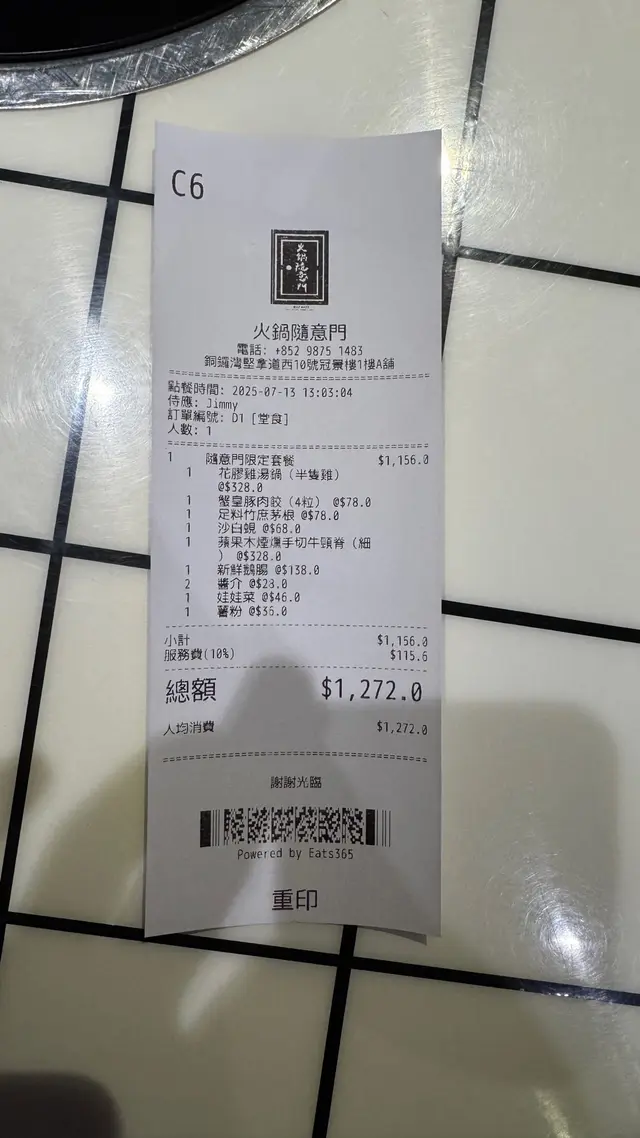 C6
火鍋隨意門
火鍋隨意門
電話: +852 9875 1483
銅鑼灣堅拿道西10號冠景樓1樓A舖
點餐時間: 2025-07-13 13:03:04
侍應: Jimmy
訂單編號: D1 [堂食]
人數: 1
1 隨意門限定套餐 $1,156.0
1 花膠雞湯鍋（半隻雞）
@$328.0
1 蟹皇豚肉餃（4粒） @$78.0
1 足料竹庶茅根 @$78.0
1 沙白蜆 @$68.0
1 蘋果木煙燻手切牛頸脊（細
） @$328.0
1 新鮮鵝腸 @$138.0
2 醬介 @$28.0
1 娃娃菜 @$46.0
1 薯粉 @$36.0
小計 $1,156.0
服務費(10%) $115.6
總額 $1,272.0
人均消費 $1,272.0
謝謝光臨
Powered by Eats365
重印